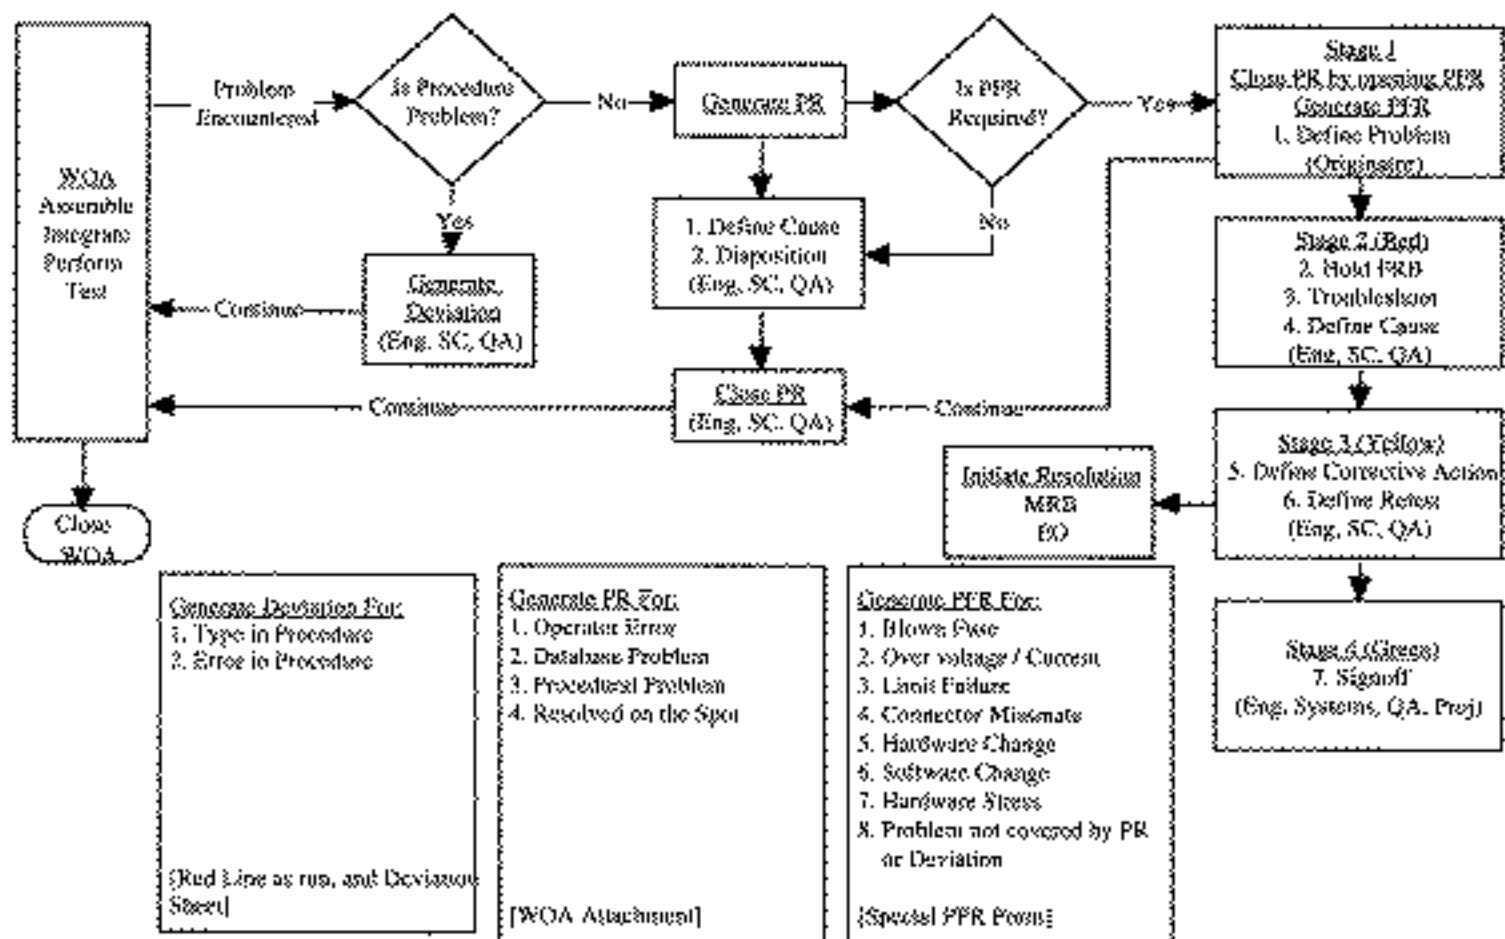 WOA
Assemble
Integrate
Perform
Test
Problem
Encountered
Is Procedure
Problem?
No
Generate PR
Is PFR
Required?
Yes
Stage 1
Close PR by opening PFR
Generate PFR
1. Define Problem
(Originator)
Yes
No
1. Define Cause
2. Disposition
(Eng, SC, QA)
Generate
Deviation
(Eng, SC, QA)
Continue
Stage 2 (Red)
2. Hold FRB
3. Troubleshoot
4. Define Cause
(Eng, SC, QA)
Close PR
(Eng, SC, QA)
Continue
Continue
Stage 3 (Yellow)
5. Define Corrective Action
6. Define Retest
(Eng, SC, QA)
Initiate Resolution
MRB
EO
Close
WOA
Stage 4 (Green)
7. Signoff
(Eng, Systems, QA, Proj)
Generate Deviation For:
1. Type in Procedure
2. Error in Procedure
[Red Line as run, and Deviation
Sheet]
Generate PR For:
1. Operator Error
2. Database Problem
3. Procedural Problem
4. Resolved on the Spot
[WOA Attachment]
Generate PFR For:
1. Blown Fuse
2. Over voltage / Current
3. Limit Failure
4. Connector Missmate
5. Hardware Change
6. Software Change
7. Hardware Stress
8. Problem not covered by PR
or Deviation
[Special PFR Form]